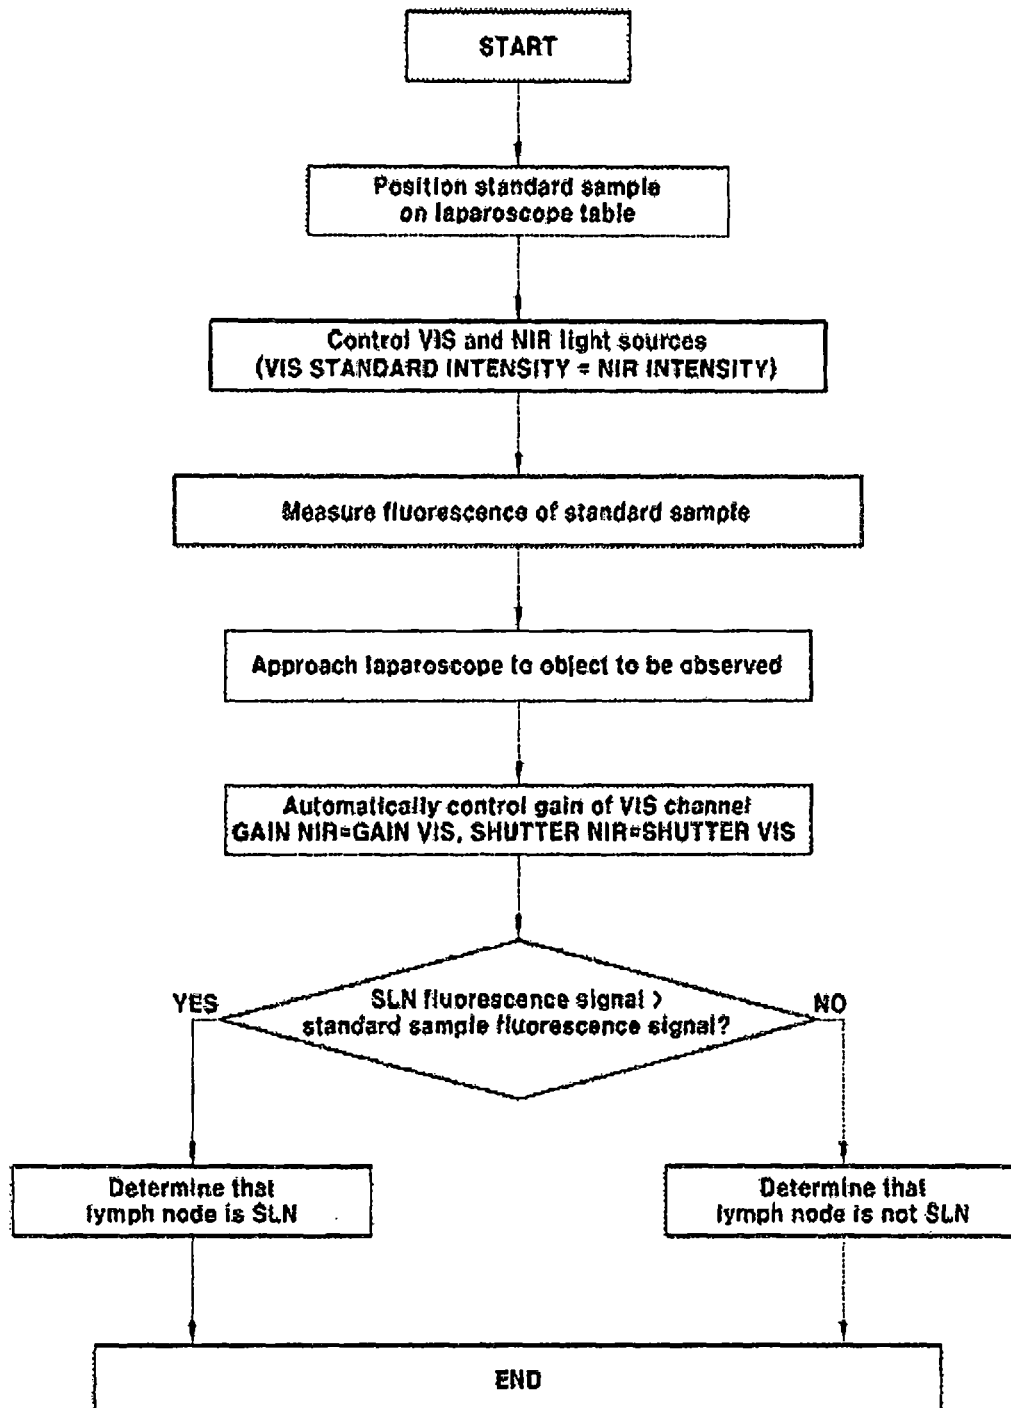 START
Position standard sample
on laparoscope table
Control VIS and NIR light sources
(VIS STANDARD INTENSITY = NIR INTENSITY)
Measure fluorescence of standard sample
Approach laparoscope to object to be observed
Automatically control gain of VIS channel
GAIN NIR=GAIN VIS, SHUTTER NIR=SHUTTER VIS
SLN fluorescence signal >
standard sample fluorescence signal?
YES
NO
Determine that
lymph node is SLN
Determine that
lymph node is not SLN
END